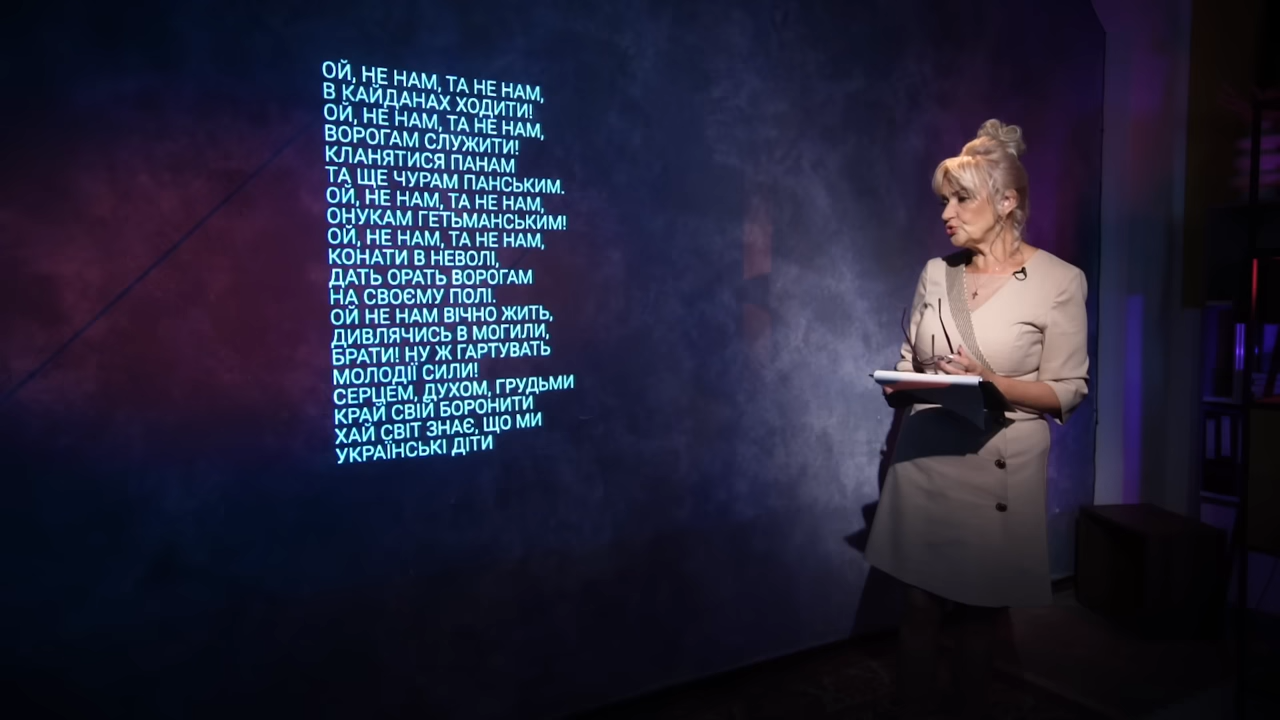 ОЙ, НЕ НАМ, ТА НЕ НАМ,
В КАЙДАНАХ ХОДИТИ!
ОЙ, НЕ НАМ, ТА НЕ НАМ,
ВОРОГАМ СЛУЖИТИ!
КЛАНЯТИСЯ ПАНАМ
ТА ЩЕ ЧУРАМ ПАНСЬКИМ.
ОЙ, НЕ НАМ, ТА НЕ НАМ,
ОНУКАМ ГЕТЬМАНСЬКИМ!
ОЙ, НЕ НАМ, ТА НЕ НАМ,
КОНАТИ В НЕВОЛІ,
ДАТЬ ОРАТЬ ВОРОГАМ
НА СВОЄМУ ПОЛІ.
ОЙ НЕ НАМ ВІЧНО ЖИТЬ,
ДИВЛЯЧИСЬ В МОГИЛИ,
БРАТИ! НУ Ж ГАРТУВАТЬ
МОЛОДІЇ СИЛИ!
СЕРЦЕМ, ДУХОМ, ГРУДЬМИ
КРАЙ СВІЙ БОРОНИТИ
ХАЙ СВІТ ЗНАЄ, ЩО МИ
УКРАЇНСЬКІ ДІТИ